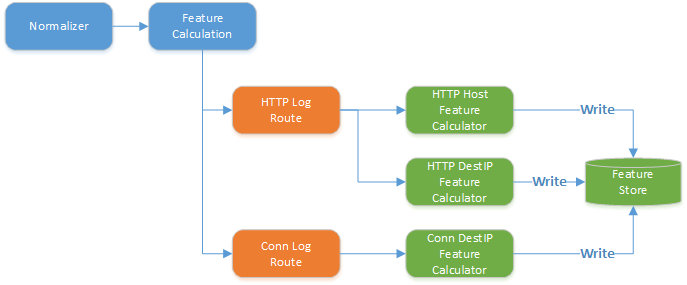 Normalizer
Feature
Calculation
HTTP Log
Route
HTTP Host
Feature
Calculator
Write
HTTP DestIP
Feature
Calculator
Write
Feature
Store
Conn Log
Route
Conn DestIP
Feature
Calculator
Write